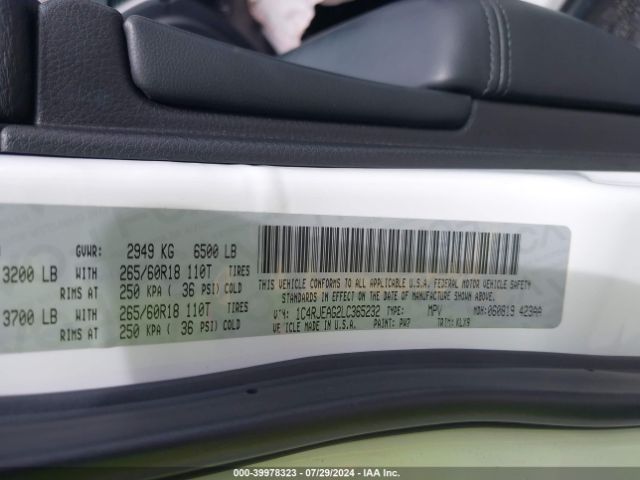 GVWR: 2949 KG 6500 LB
3200 LB WITH 265/60R18 110T TIRES
RIMS AT 250 KPA ( 36 PSI) COLD
3700 LB WITH 265/60R18 110T TIRES
RIMS AT 250 KPA ( 36 PSI) COLD
THIS VEHICLE CONFORMS TO ALL APPLICABLE U.S.A. FEDERAL MOTOR VEHICLE SAFETY
STANDARDS IN EFFECT ON THE DATE OF MANUFACTURE SHOWN ABOVE.
1C4RJEAG2LC365232 TYPE: MPV MDH: 060819 423AA
VEHICLE MADE IN U.S.A. PAINT: PW7 TRIM: KLX9
000-39978323 / 07/29/2024 / IAA Inc.